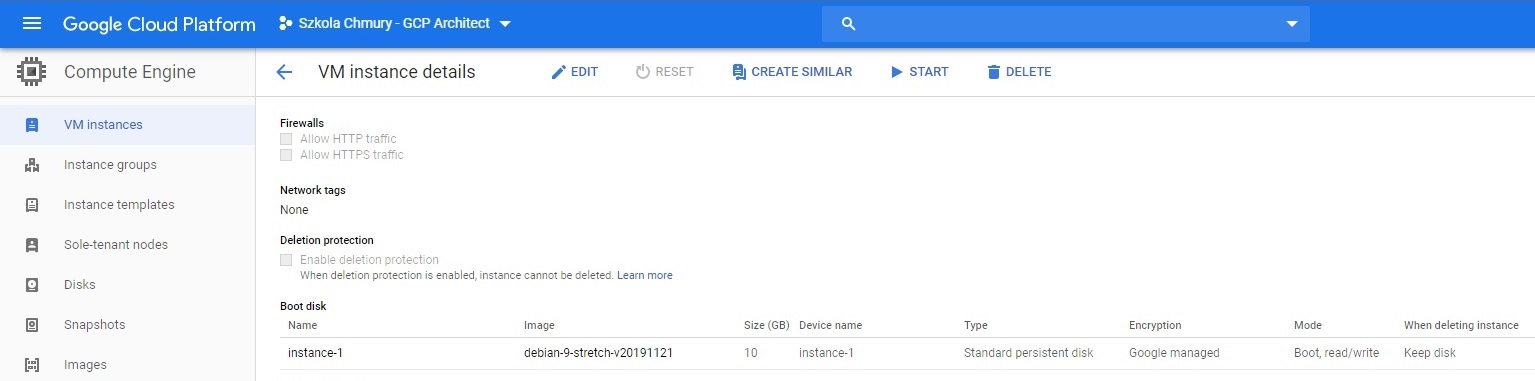 Google Cloud Platform Szkola Chmury - GCP Architect
Compute Engine VM instance details EDIT RESET CREATE SIMILAR START DELETE
VM instances
Instance groups
Instance templates
Sole-tenant nodes
Disks
Snapshots
Images
Firewalls
Allow HTTP traffic
Allow HTTPS traffic
Network tags
None
Deletion protection
Enable deletion protection
When deletion protection is enabled, instance cannot be deleted. Learn more
Boot disk
Name Image Size (GB) Device name Type Encryption Mode When deleting instance
instance-1 debian-9-stretch-v20191121 10 instance-1 Standard persistent disk Google managed Boot, read/write Keep disk